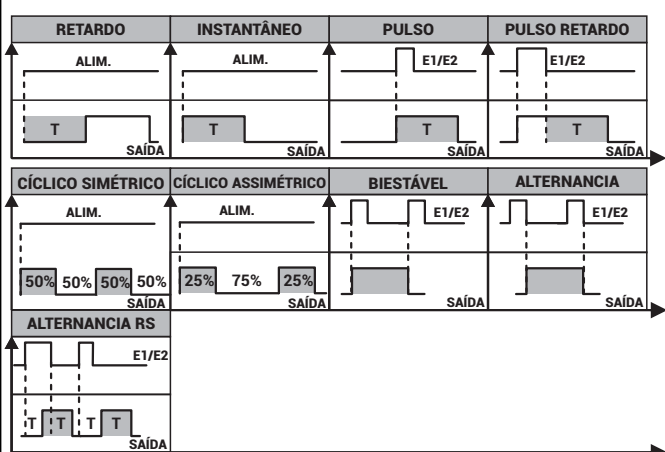 RETARDO INSTANTÂNEO PULSO PULSO RETARDO
ALIM. ALIM. E1/E2 E1/E2
T T T T
SAÍDA SAÍDA SAÍDA SAÍDA
CÍCLICO SIMÉTRICO CÍCLICO ASSIMÉTRICO BIESTÁVEL ALTERNANCIA
ALIM. ALIM. E1/E2 E1/E2
50% 50% 50% 50% 25% 75% 25%
SAÍDA SAÍDA SAÍDA SAÍDA
ALTERNANCIA RS
E1/E2
T T T T
SAÍDA